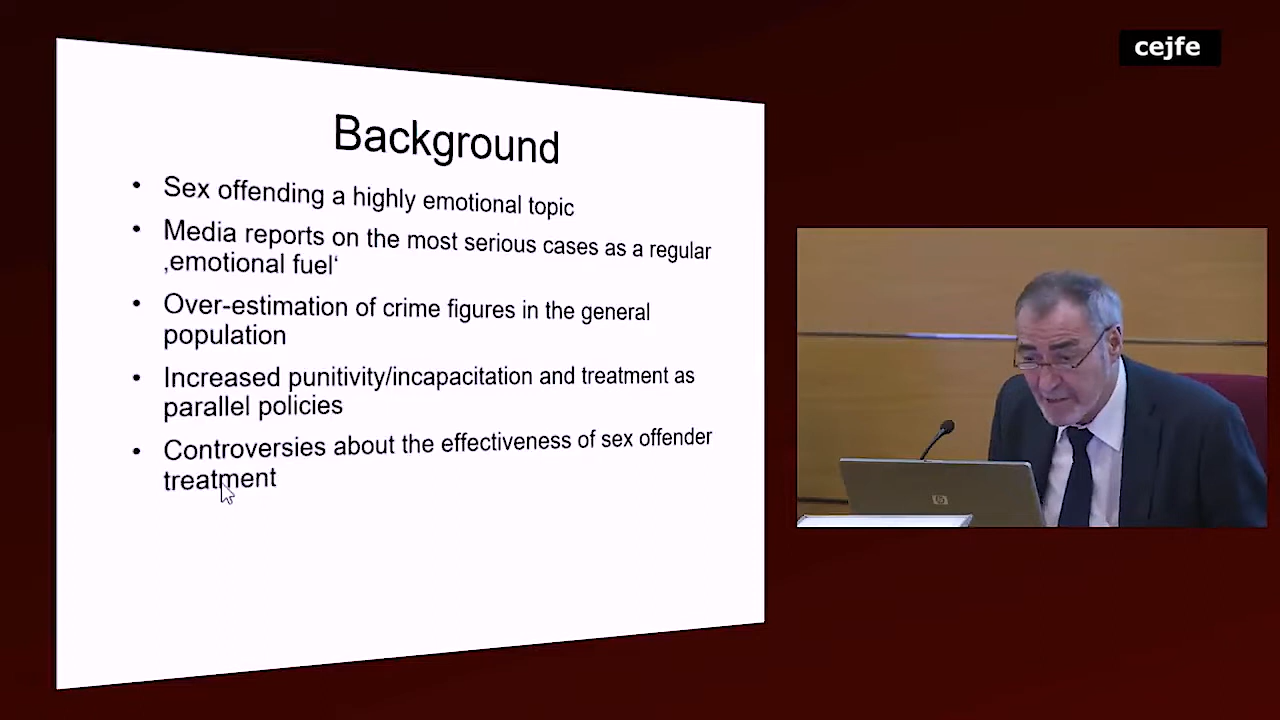 cejfe
Background
• Sex offending a highly emotional topic
• Media reports on the most serious cases as a regular
‚emotional fuel‘
• Over-estimation of crime figures in the general
population
• Increased punitivity/incapacitation and treatment as
parallel policies
• Controversies about the effectiveness of sex offender
treatment
hp